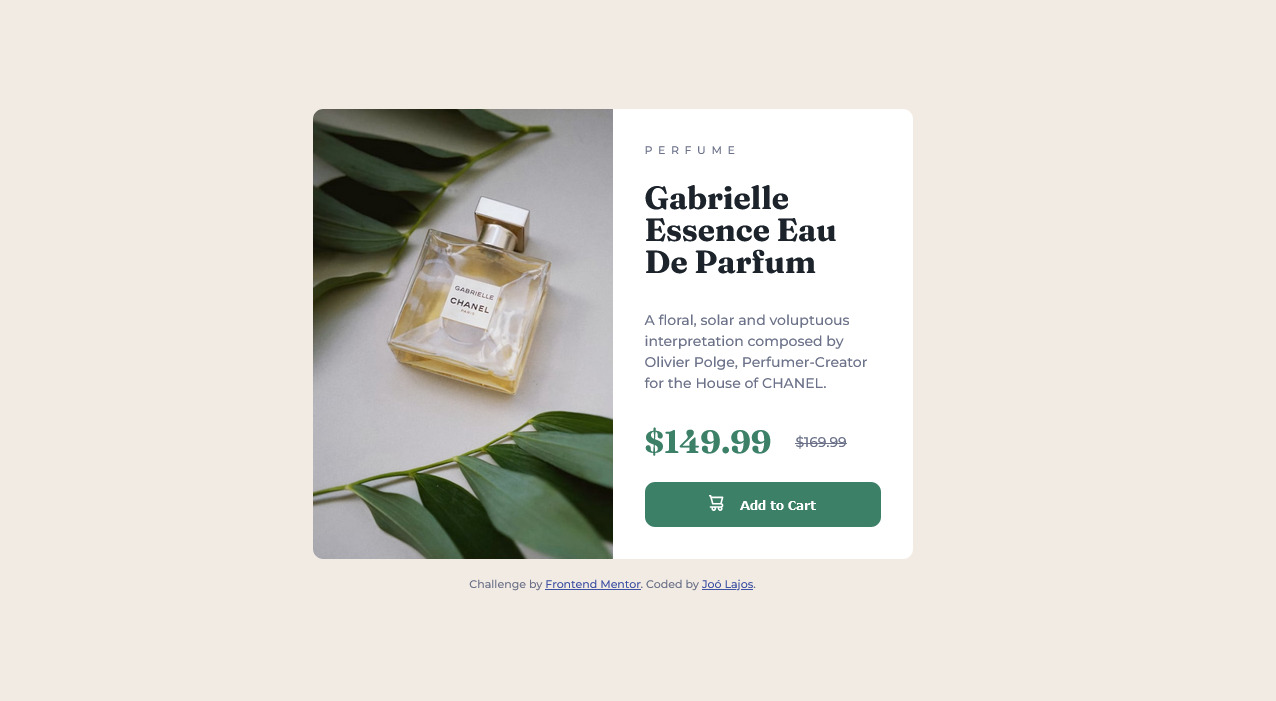 GABRIELLE
CHANEL
PARIS
PERFUME
Gabrielle
Essence Eau
De Parfum
A floral, solar and voluptuous
interpretation composed by
Olivier Polge, Perfumer-Creator
for the House of CHANEL.
$149.99 $169.99
Add to Cart
Challenge by Frontend Mentor. Coded by Joó Lajos.